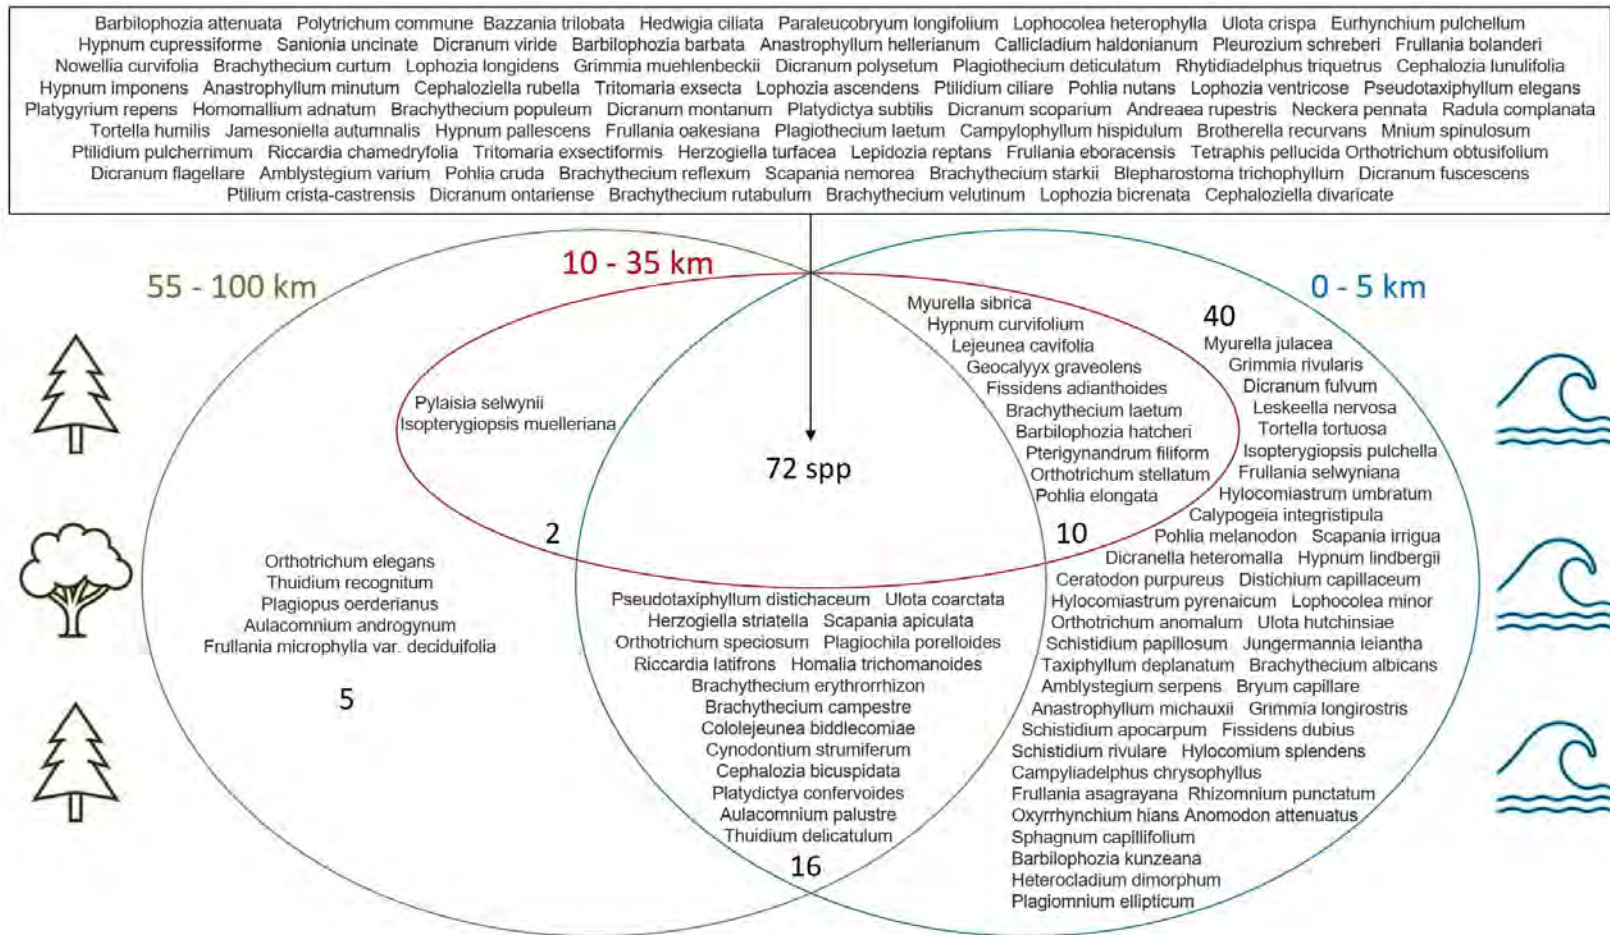 Barbilophozia attenuata Polytrichum commune Bazzania trilobata Hedwigia ciliata Paraleucobryum longifolium Lophocolea heterophylla Ulota crispa Eurhynchium pulchellum
Hypnum cupressiforme Sanionia uncinate Dicranum viride Barbilophozia barbata Anastrophyllum hellerianum Callicladium haldonianum Pleurozium schreberi Frullania bolanderi
Nowellia curvifolia Brachythecium curtum Lophozia longidens Grimmia muehlenbeckii Dicranum polysetum Plagiothecium deticulatum Rhytidiadelphus triquetrus Cephalozia lunulifolia
Hypnum imponens Anastrophyllum minutum Cephaloziella rubella Tritomaria exsecta Lophozia ascendens Ptilidium ciliare Pohlia nutans Lophozia ventricose Pseudotaxiphyllum elegans
Platygyrium repens Homomallium adnatum Brachythecium populeum Dicranum montanum Platydictya subtilis Dicranum scoparium Andreaea rupestris Neckera pennata Radula complanata
Tortella humilis Jamesoniella autumnalis Hypnum pallescens Frullania oakesiana Plagiothecium laetum Campylophyllum hispidulum Brotherella recurvans Mnium spinulosum
Ptilidium pulcherrimum Riccardia chamedryfolia Tritomaria exsectiformis Herzogiella turfacea Lepidozia reptans Frullania eboracensis Tetraphis pellucida Orthotrichum obtusifolium
Dicranum flagellare Amblystegium varium Pohlia cruda Brachythecium reflexum Scapania nemorea Brachythecium starkii Blepharostoma trichophyllum Dicranum fuscescens
Ptilium crista-castrensis Dicranum ontariense Brachythecium rutabulum Brachythecium velutinum Lophozia bicrenata Cephaloziella divaricate
55 - 100 km
10 - 35 km
0 - 5 km
Pylaisia selwynii
Isopterygiopsis muelleriana
2
72 spp
Myurella sibrica
Hypnum curvifolium
Lejeunea cavifolia
Geocalyyx graveolens
Fissidens adianthoides
Brachythecium laetum
Barbilophozia hatcheri
Pterigynandrum filiform
Orthotrichum stellatum
Pohlia elongata
10
40
Myurella julacea
Grimmia rivularis
Dicranum fulvum
Leskeella nervosa
Tortella tortuosa
Isopterygiopsis pulchella
Frullania selwyniana
Hylocomiastrum umbratum
Calypogeia integristipula
Pohlia melanodon Scapania irrigua
Dicranella heteromalla Hypnum lindbergii
Ceratodon purpureus Distichium capillaceum
Hylocomiastrum pyrenaicum Lophocolea minor
Orthotrichum anomalum Ulota hutchinsiae
Schistidium papillosum Jungermannia leiantha
Taxiphyllum deplanatum Brachythecium albicans
Amblystegium serpens Bryum capillare
Anastrophyllum michauxii Grimmia longirostris
Schistidium apocarpum Fissidens dubius
Schistidium rivulare Hylocomium splendens
Campyliadelphus chrysophyllus
Frullania asagrayana Rhizomnium punctatum
Oxyrrhynchium hians Anomodon attenuatus
Sphagnum capillifolium
Barbilophozia kunzeana
Heterocladium dimorphum
Plagiomnium ellipticum
Orthotrichum elegans
Thuidium recognitum
Plagiopus oerderianus
Aulacomnium androgynum
Frullania microphylla var. deciduifolia
5
Pseudotaxiphyllum distichaceum Ulota coarctata
Herzogiella striatella Scapania apiculata
Orthotrichum speciosum Plagiochila porelloides
Riccardia latifrons Homalia trichomanoides
Brachythecium erythrorrhizon
Brachythecium campestre
Cololejeunea biddlecomiae
Cynodontium strumiferum
Cephalozia bicuspidata
Platydictya confervoides
Aulacomnium palustre
Thuidium delicatulum
16